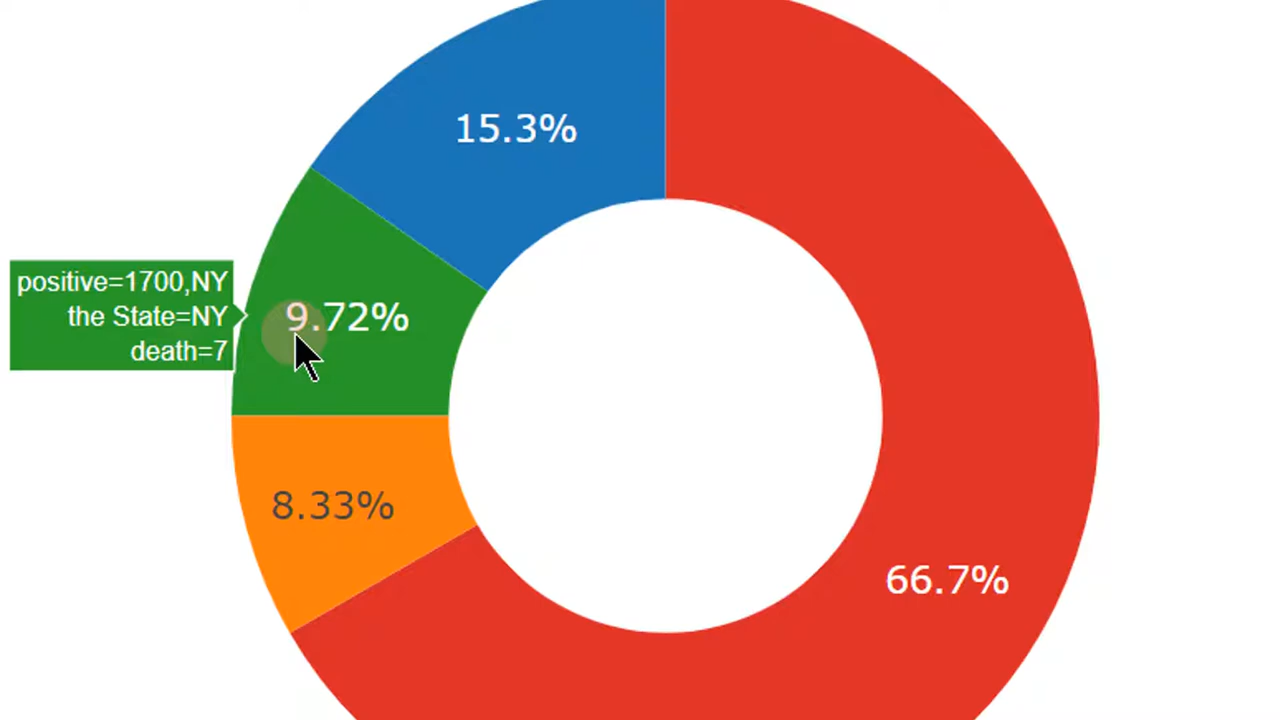 15.3%
positive=1700,NY
the State=NY
death=7
9.72%
8.33%
66.7%